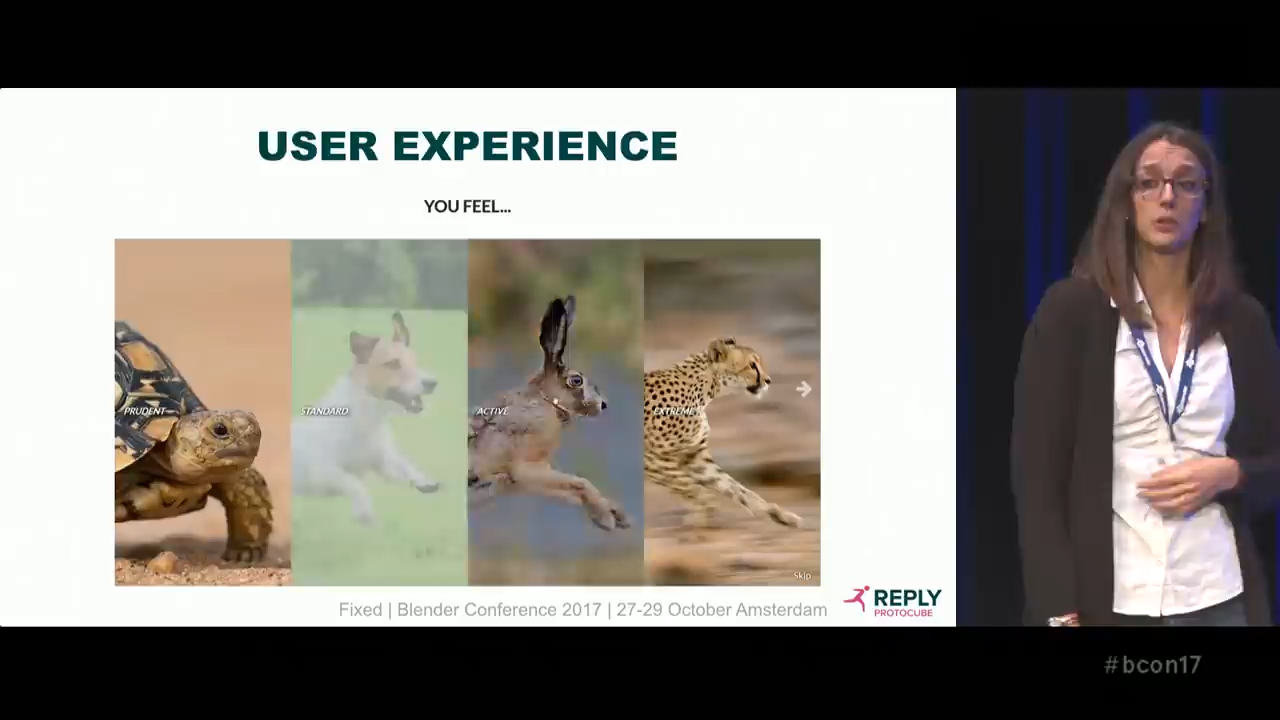 USER EXPERIENCE
YOU FEEL...
PRUDENT
STANDARD
ACTIVE
EXTREME
Skip
Fixed | Blender Conference 2017 | 27-29 October Amsterdam
REPLY
PROTOCUBE
#bcon17